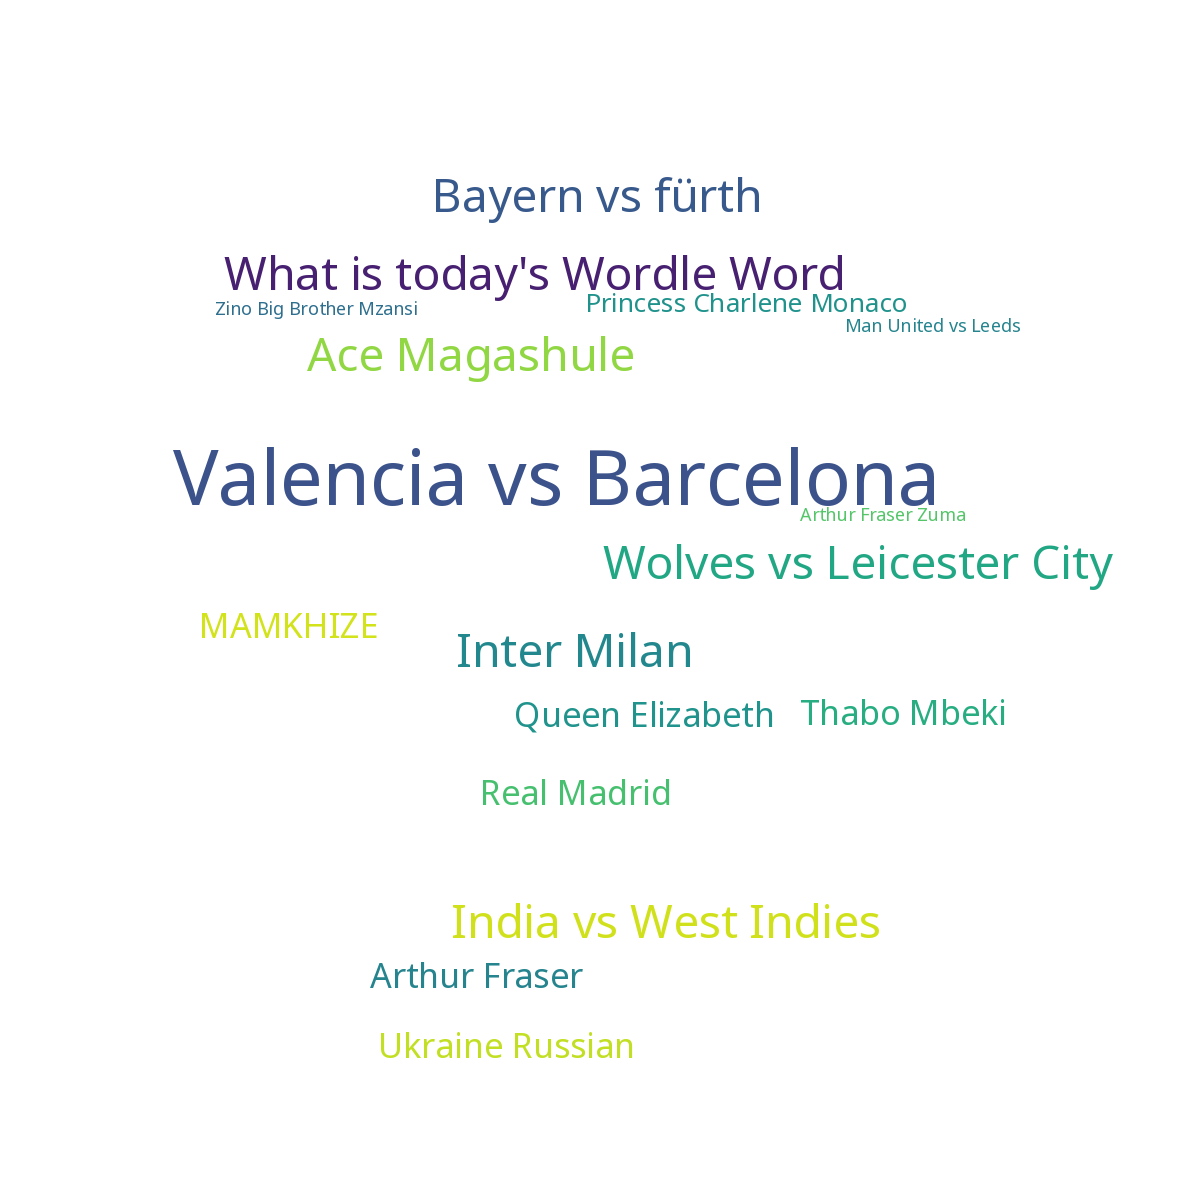 Bayern vs fürth
What is today's Wordle Word
Princess Charlene Monaco
Zino Big Brother Mzansi
Man United vs Leeds
Ace Magashule
Valencia vs Barcelona
Arthur Fraser Zuma
Wolves vs Leicester City
MAMKHIZE
Inter Milan
Queen Elizabeth
Thabo Mbeki
Real Madrid
India vs West Indies
Arthur Fraser
Ukraine Russian